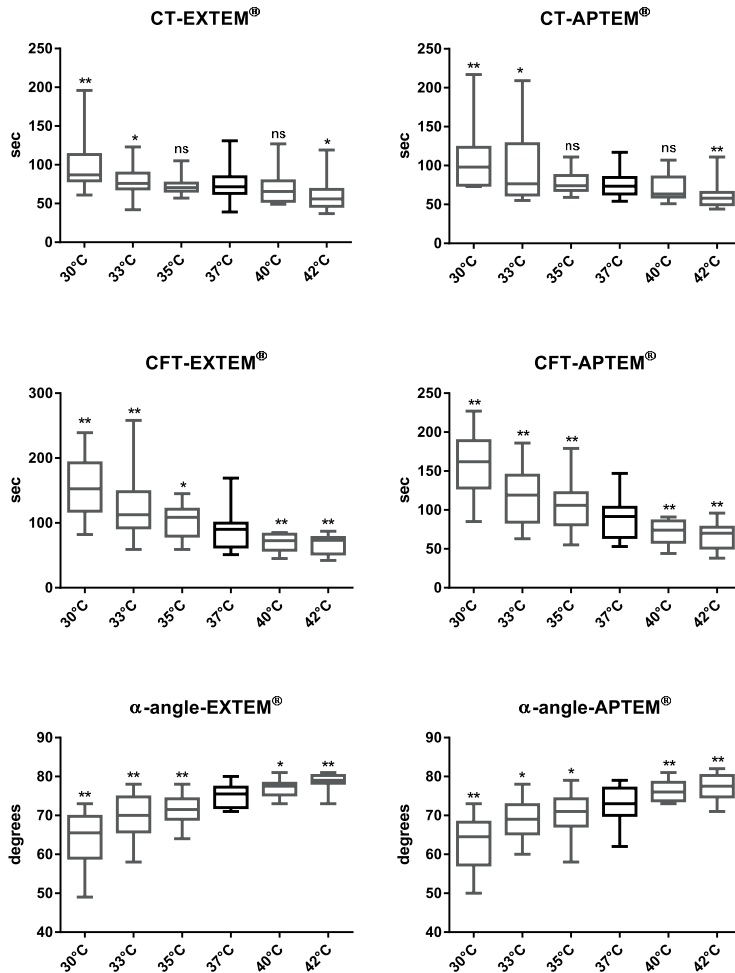 CT-EXTEM®
250
200
150
100
50
0
sec
** * ns ns *
30°C 33°C 35°C 37°C 40°C 42°C
CT-APTEM®
250
200
150
100
50
0
sec
** * ns ns **
30°C 33°C 35°C 37°C 40°C 42°C
CFT-EXTEM®
300
200
100
0
sec
** ** * ** **
30°C 33°C 35°C 37°C 40°C 42°C
CFT-APTEM®
250
200
150
100
50
0
sec
** ** ** ** **
30°C 33°C 35°C 37°C 40°C 42°C
α-angle-EXTEM®
90
80
70
60
50
40
degrees
** ** ** * **
30°C 33°C 35°C 37°C 40°C 42°C
α-angle-APTEM®
90
80
70
60
50
40
degrees
** * * ** **
30°C 33°C 35°C 37°C 40°C 42°C